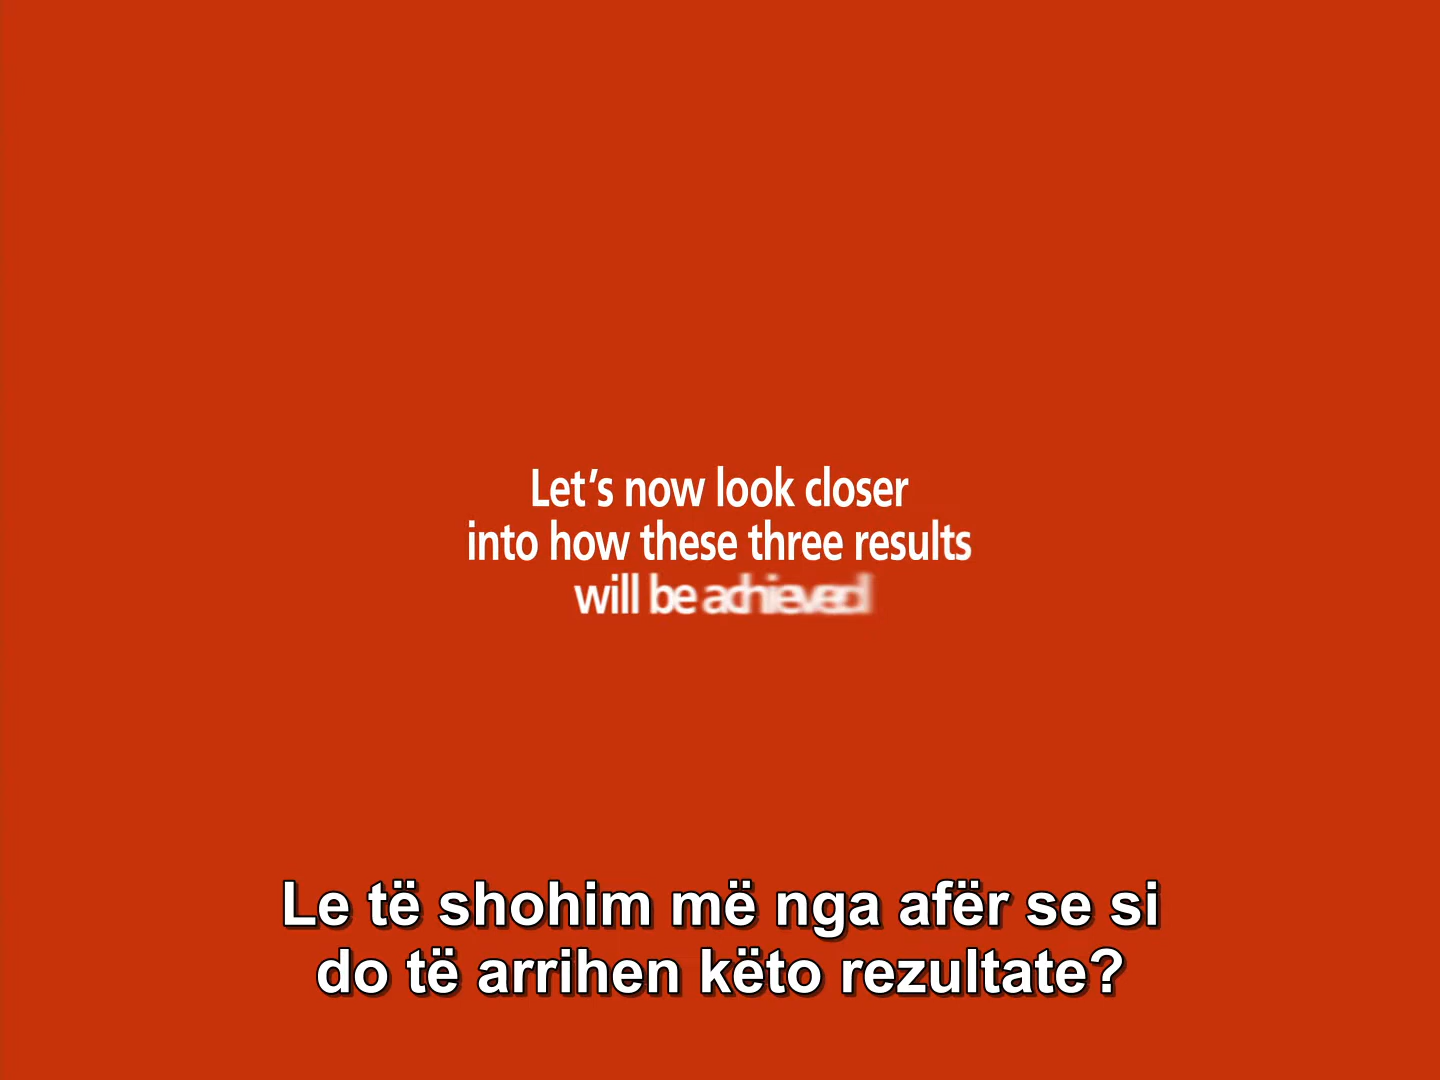 Let’s now look closer
into how these three results
will be achieved
Le të shohim më nga afër se si
do të arrihen këto rezultate?